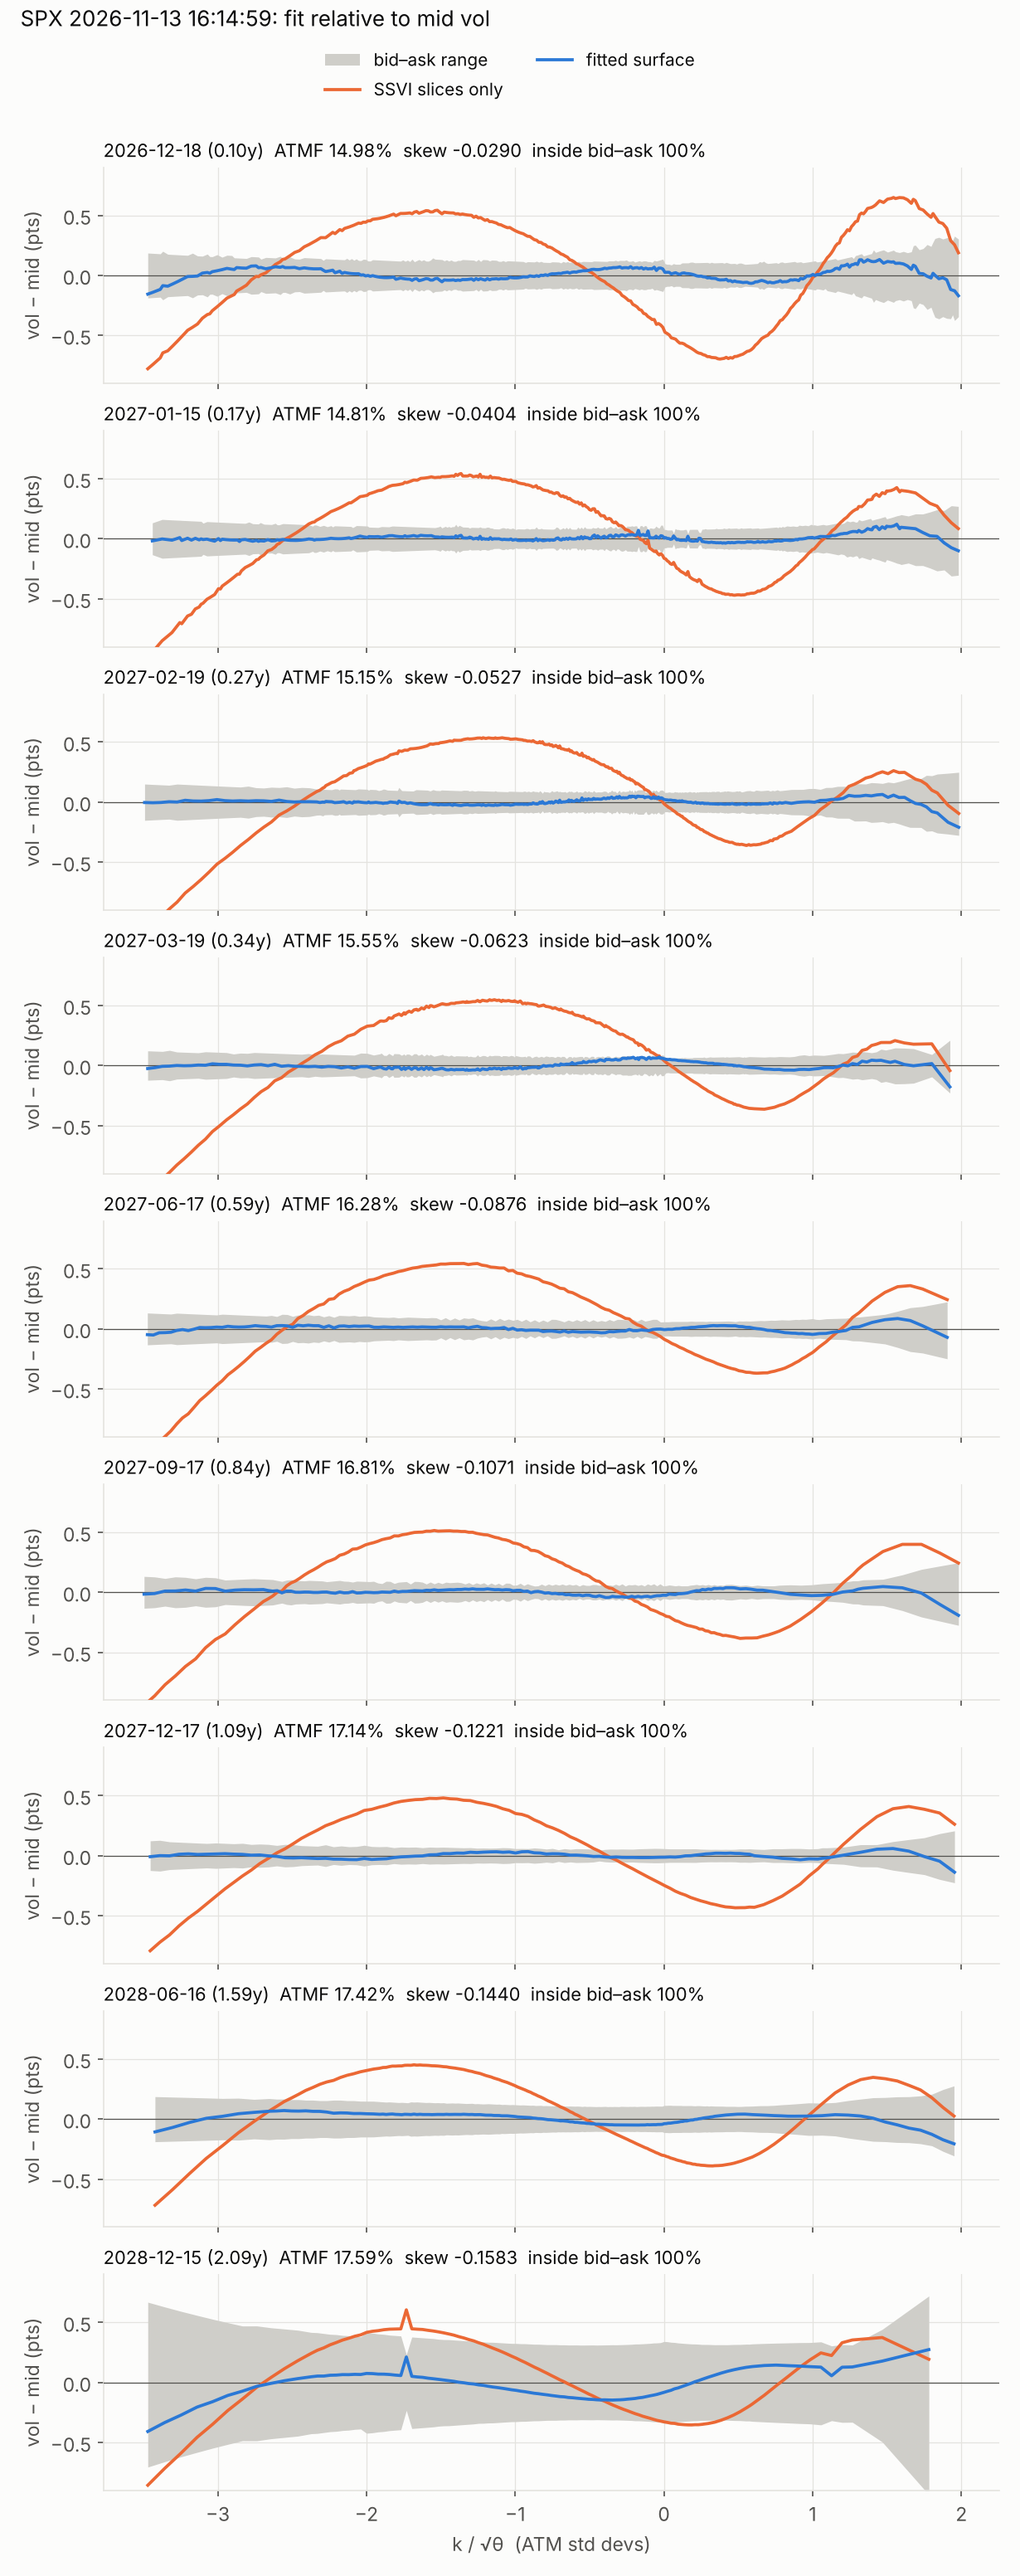 SPX 2026-11-13 16:14:59: fit relative to mid vol
bid–ask range
fitted surface
SSVI slices only
2026-12-18 (0.10y)  ATMF 14.98%  skew -0.0290  inside bid–ask 100%
vol − mid (pts)
0.5
0.0
−0.5
2027-01-15 (0.17y)  ATMF 14.81%  skew -0.0404  inside bid–ask 100%
vol − mid (pts)
0.5
0.0
−0.5
2027-02-19 (0.27y)  ATMF 15.15%  skew -0.0527  inside bid–ask 100%
vol − mid (pts)
0.5
0.0
−0.5
2027-03-19 (0.34y)  ATMF 15.55%  skew -0.0623  inside bid–ask 100%
vol − mid (pts)
0.5
0.0
−0.5
2027-06-17 (0.59y)  ATMF 16.28%  skew -0.0876  inside bid–ask 100%
vol − mid (pts)
0.5
0.0
−0.5
2027-09-17 (0.84y)  ATMF 16.81%  skew -0.1071  inside bid–ask 100%
vol − mid (pts)
0.5
0.0
−0.5
2027-12-17 (1.09y)  ATMF 17.14%  skew -0.1221  inside bid–ask 100%
vol − mid (pts)
0.5
0.0
−0.5
2028-06-16 (1.59y)  ATMF 17.42%  skew -0.1440  inside bid–ask 100%
vol − mid (pts)
0.5
0.0
−0.5
2028-12-15 (2.09y)  ATMF 17.59%  skew -0.1583  inside bid–ask 100%
vol − mid (pts)
0.5
0.0
−0.5
−3 −2 −1 0 1 2
k / √θ  (ATM std devs)